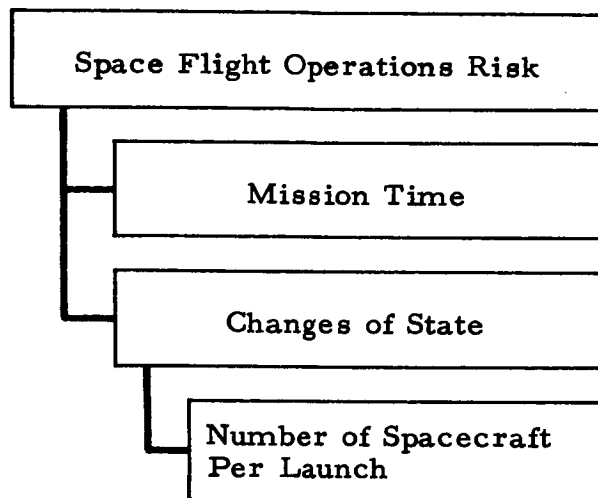 Space Flight Operations Risk
Mission Time
Changes of State
Number of Spacecraft
Per Launch